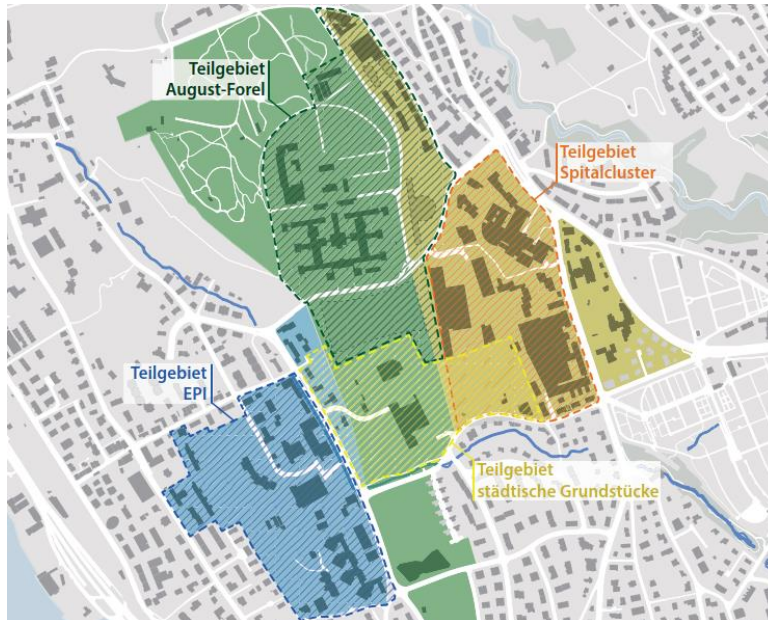 Teilgebiet
August-Forel
Teilgebiet
Spitalcluster
Teilgebiet
EPI
Teilgebiet
städtische Grundstücke